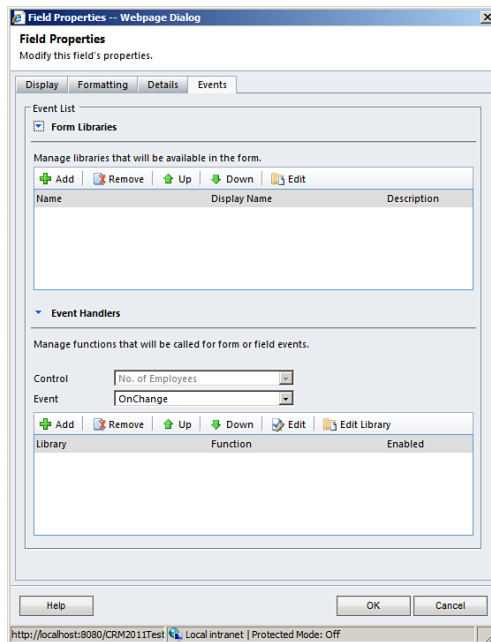 Field Properties -- Webpage Dialog
Field Properties
Modify this field's properties.
Display Formatting Details Events
Event List
Form Libraries
Manage libraries that will be available in the form.
Add Remove Up Down Edit
Name Display Name Description
Event Handlers
Manage functions that will be called for form or field events.
Control No. of Employees
Event OnChange
Add Remove Up Down Edit Edit Library
Library Function Enabled
Help OK Cancel
http://localhost:8080/CRM2011Test Local intranet | Protected Mode: Off